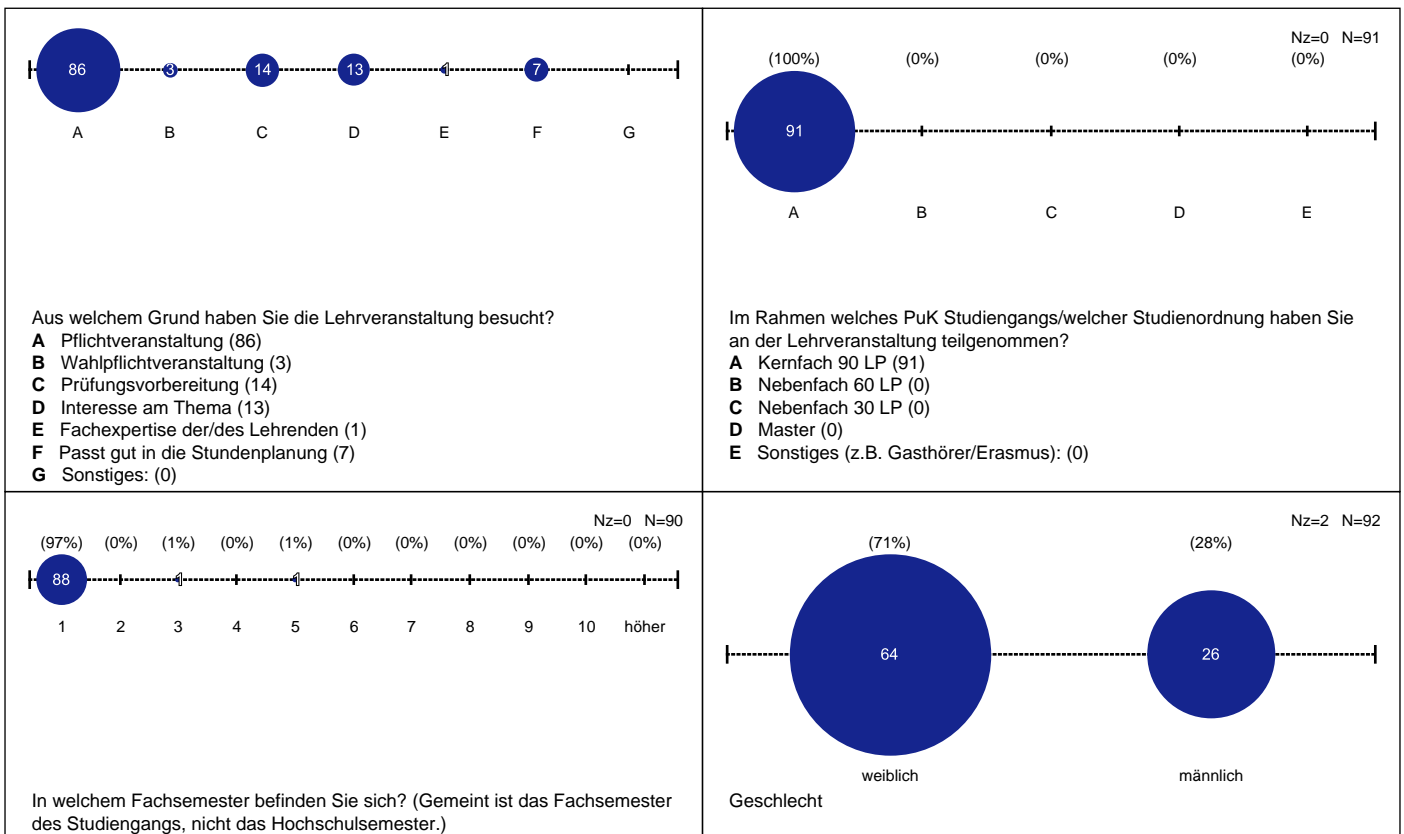 86 3 14 13 1 7
A B C D E F G
Aus welchem Grund haben Sie die Lehrveranstaltung besucht?
A Pflichtveranstaltung (86)
B Wahlpflichtveranstaltung (3)
C Prüfungsvorbereitung (14)
D Interesse am Thema (13)
E Fachexpertise der/des Lehrenden (1)
F Passt gut in die Stundenplanung (7)
G Sonstiges: (0)
Nz=0 N=91
(100%) (0%) (0%) (0%) (0%)
91
A B C D E
Im Rahmen welches PuK Studiengangs/welcher Studienordnung haben Sie
an der Lehrveranstaltung teilgenommen?
A Kernfach 90 LP (91)
B Nebenfach 60 LP (0)
C Nebenfach 30 LP (0)
D Master (0)
E Sonstiges (z.B. Gasthörer/Erasmus): (0)
Nz=0 N=90
(97%) (0%) (1%) (0%) (1%) (0%) (0%) (0%) (0%) (0%) (0%)
88 1 1
1 2 3 4 5 6 7 8 9 10 höher
In welchem Fachsemester befinden Sie sich? (Gemeint ist das Fachsemester
des Studiengangs, nicht das Hochschulsemester.)
Nz=2 N=92
(71%) (28%)
64 26
weiblich männlich
Geschlecht